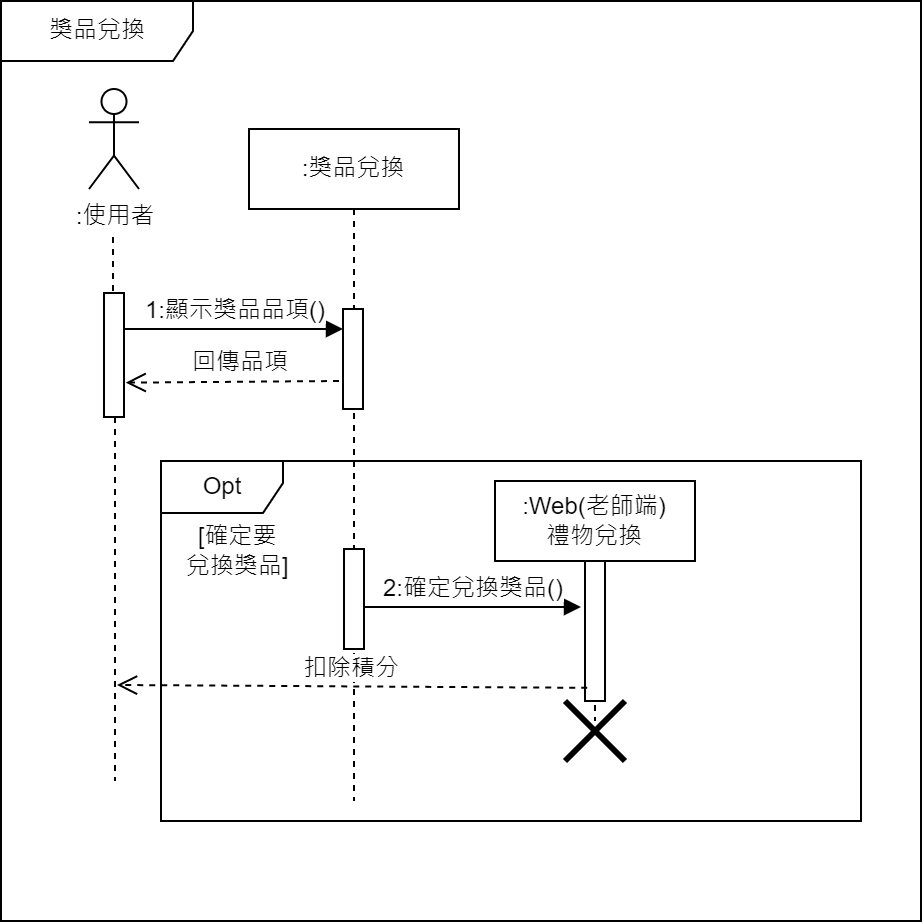 獎品兌換
:使用者
:獎品兌換
1:顯示獎品品項()
回傳品項
Opt
[確定要
兌換獎品]
:Web(老師端)
禮物兌換
2:確定兌換獎品()
扣除積分